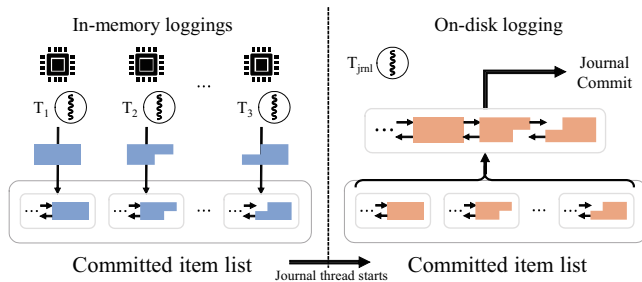 In-memory loggings
On-disk logging
T1
T2
...
T3
Tjrnl
Journal
Commit
...
...
...
...
...
...
...
...
...
Committed item list
Journal thread starts
Committed item list